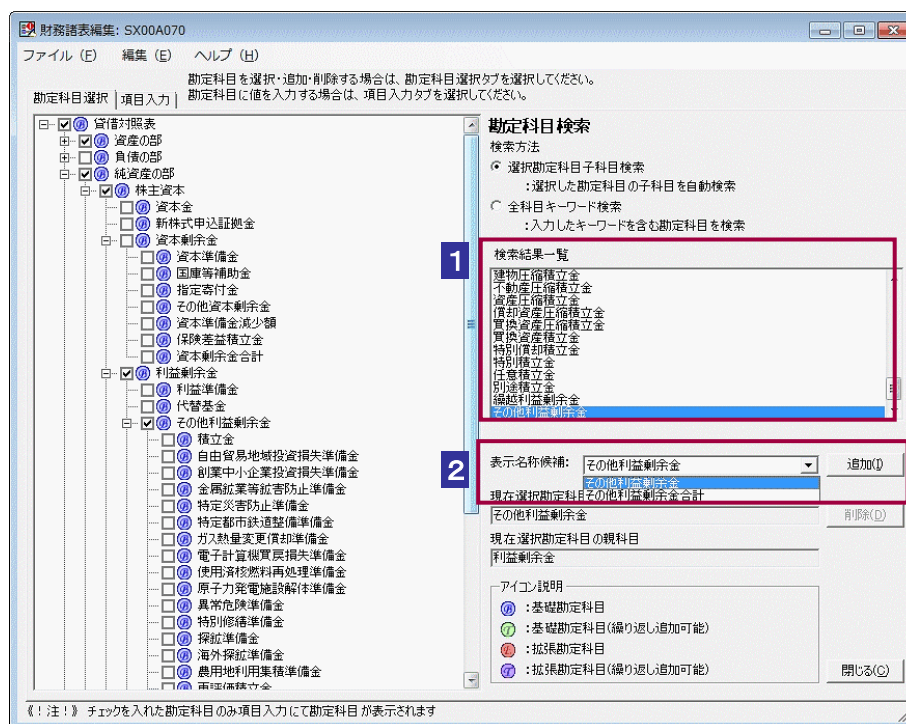 財務諸表編集: SX00A070
ファイル (F) 編集 (E) ヘルプ (H)
勘定科目を選択・追加・削除する場合は、勘定科目選択タブを選択してください。
勘定科目に値を入力する場合は、項目入力タブを選択してください。
勘定科目選択 項目入力
貸借対照表
資産の部
負債の部
純資産の部
株主資本
資本金
新株式申込証拠金
資本剰余金
資本準備金
国庫等補助金
指定寄付金
その他資本剰余金
資本準備金減少額
保険差益積立金
資本剰余金合計
利益剰余金
利益準備金
代替基金
その他利益剰余金
積立金
自由貿易地域投資損失準備金
創業中小企業投資損失準備金
金属鉱業等鉱害防止準備金
特定災害防止準備金
特定都市鉄道整備準備金
ガス熱量変更償却準備金
電子計算機買戻損失準備金
使用済核燃料再処理準備金
原子力発電施設解体準備金
異常危険準備金
特別修繕準備金
探鉱準備金
海外探鉱準備金
農用地利用集積準備金
再評価積立金
勘定科目検索
検索方法
選択勘定科目子科目検索
:選択した勘定科目の子科目を自動検索
全科目キーワード検索
:入力したキーワードを含む勘定科目を検索
1
検索結果一覧
建物圧縮積立金
不動産圧縮積立金
資産圧縮積立金
償却資産圧縮積立金
買換資産圧縮積立金
買換資産積立金
特別償却積立金
特別積立金
任意積立金
別途積立金
繰越利益剰余金
その他利益剰余金
2
表示名称候補: その他利益剰余金 追加(I)
その他利益剰余金
その他利益剰余金合計
現在選択勘定科目
その他利益剰余金 削除(D)
現在選択勘定科目の親科目
利益剰余金
アイコン説明
B :基礎勘定科目
T :基礎勘定科目(繰り返し追加可能)
L :拡張勘定科目
T :拡張勘定科目(繰り返し追加可能)
閉じる(C)
《！注！》 チェックを入れた勘定科目のみ項目入力にて勘定科目が表示されます